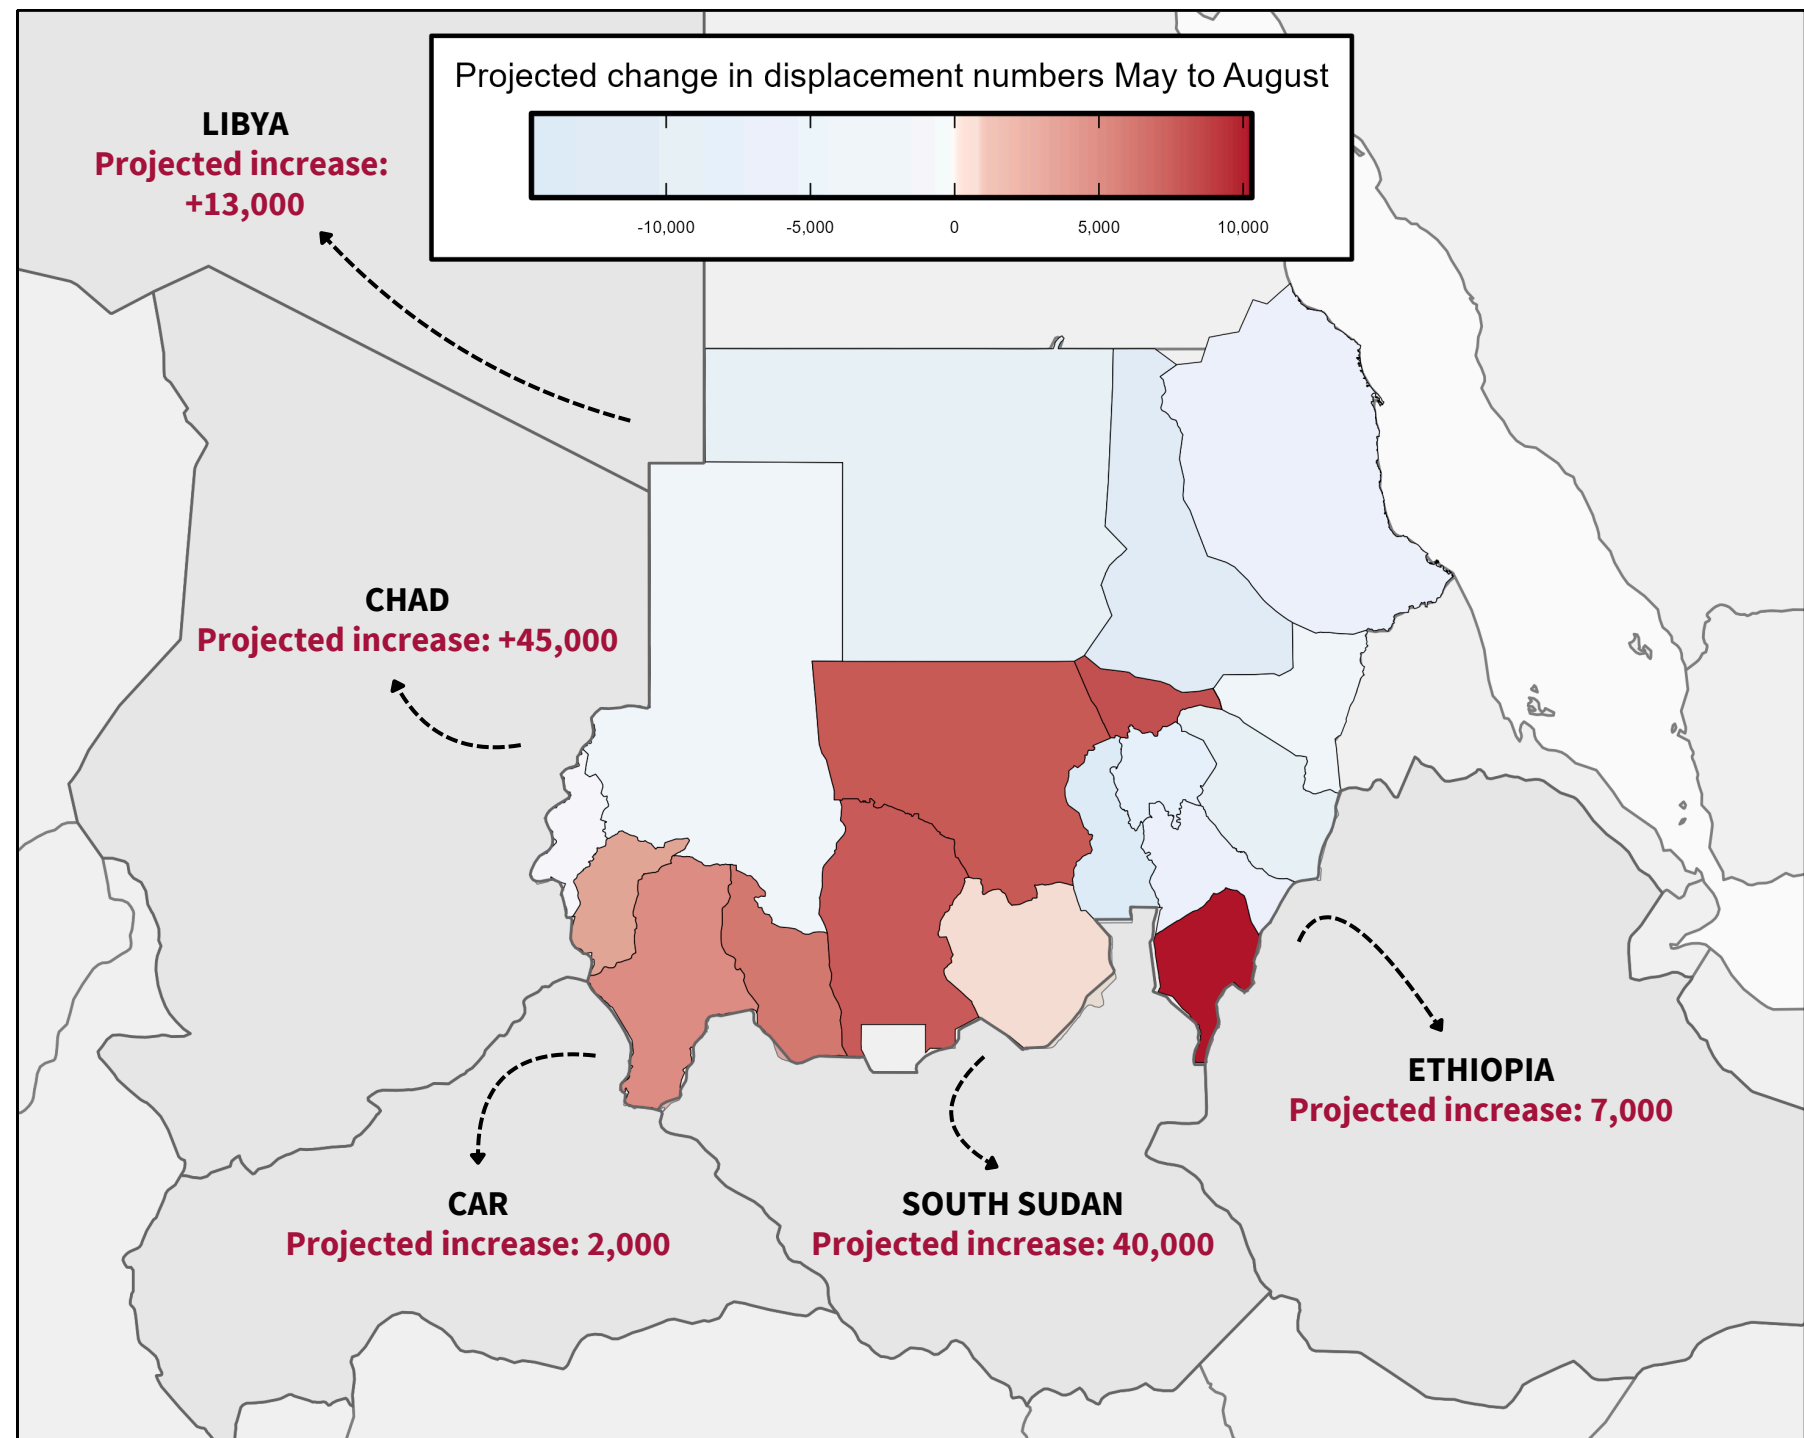 Projected change in displacement numbers May to August
-10,000
-5,000
0
5,000
10,000
LIBYA
Projected increase:
+13,000
CHAD
Projected increase: +45,000
ETHIOPIA
Projected increase: 7,000
CAR
Projected increase: 2,000
SOUTH SUDAN
Projected increase: 40,000